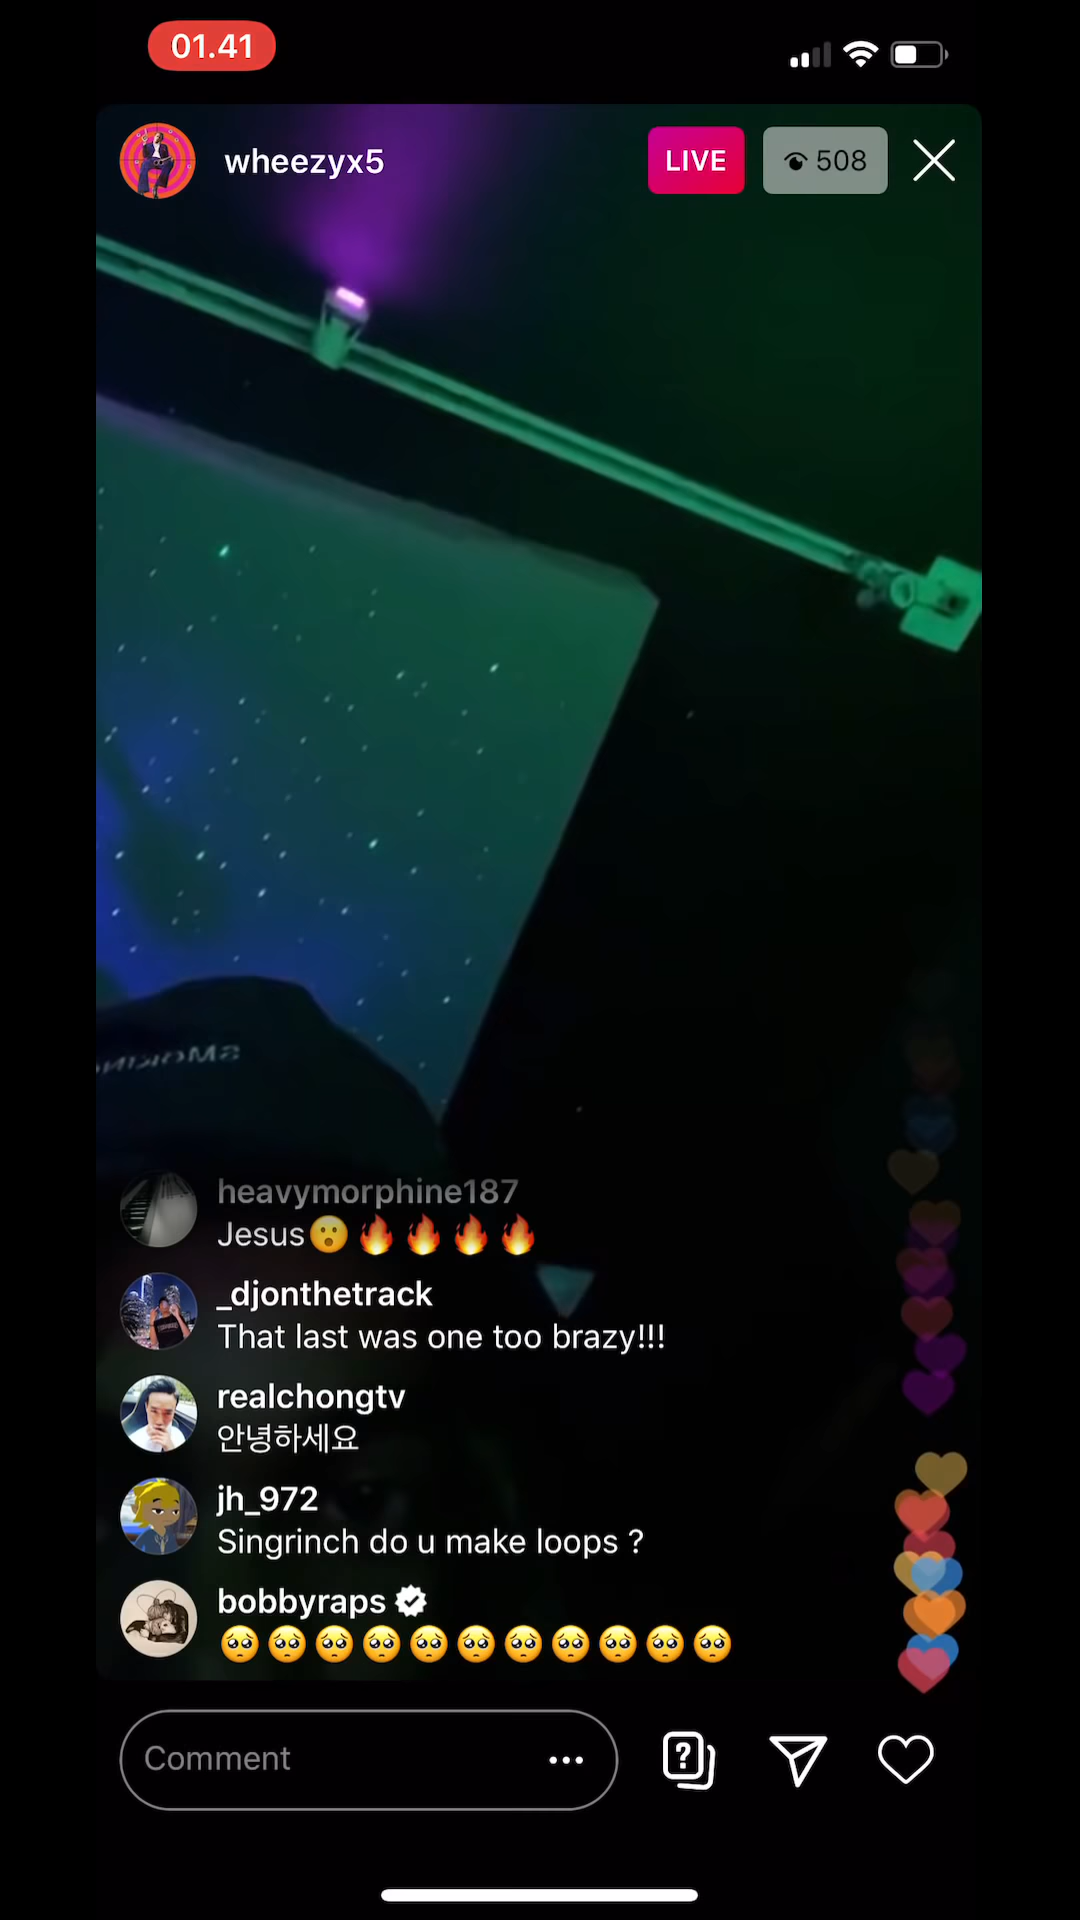 01.41
wheezyx5
LIVE
508
SMOKING
heavymorphine187
Jesus😮🔥🔥🔥🔥
_djonthetrack
That last was one too brazy!!!
realchongtv
안녕하세요
jh_972
Singrinch do u make loops ?
bobbyraps
🥺🥺🥺🥺🥺🥺🥺🥺🥺🥺🥺
Comment